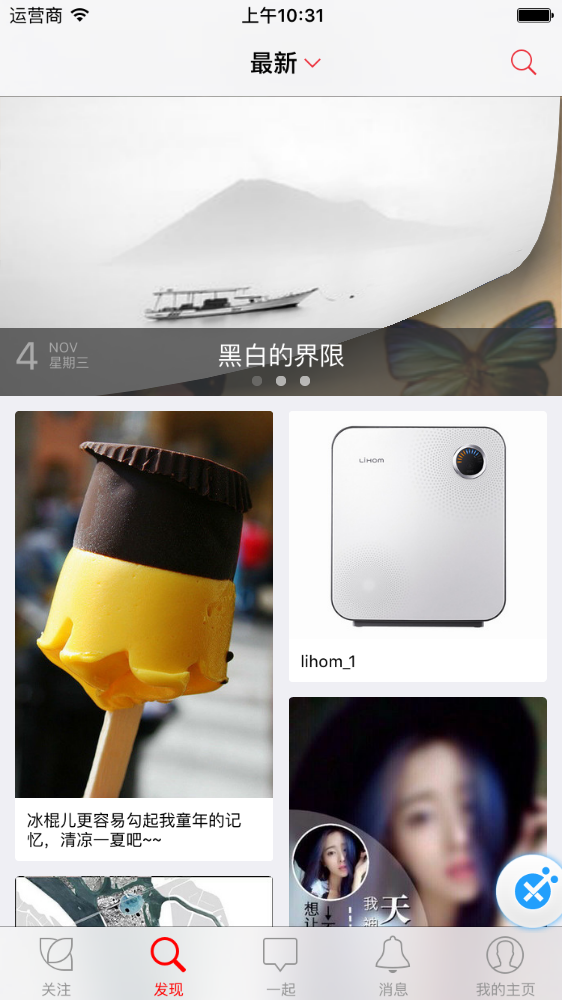 运营商
上午10:31
最新
4
NOV
星期三
黑白的界限
LIHOM
lihom_1
冰棍儿更容易勾起我童年的记
忆，清凉一夏吧~~
想
让
我
天
关注
发现
一起
消息
我的主页